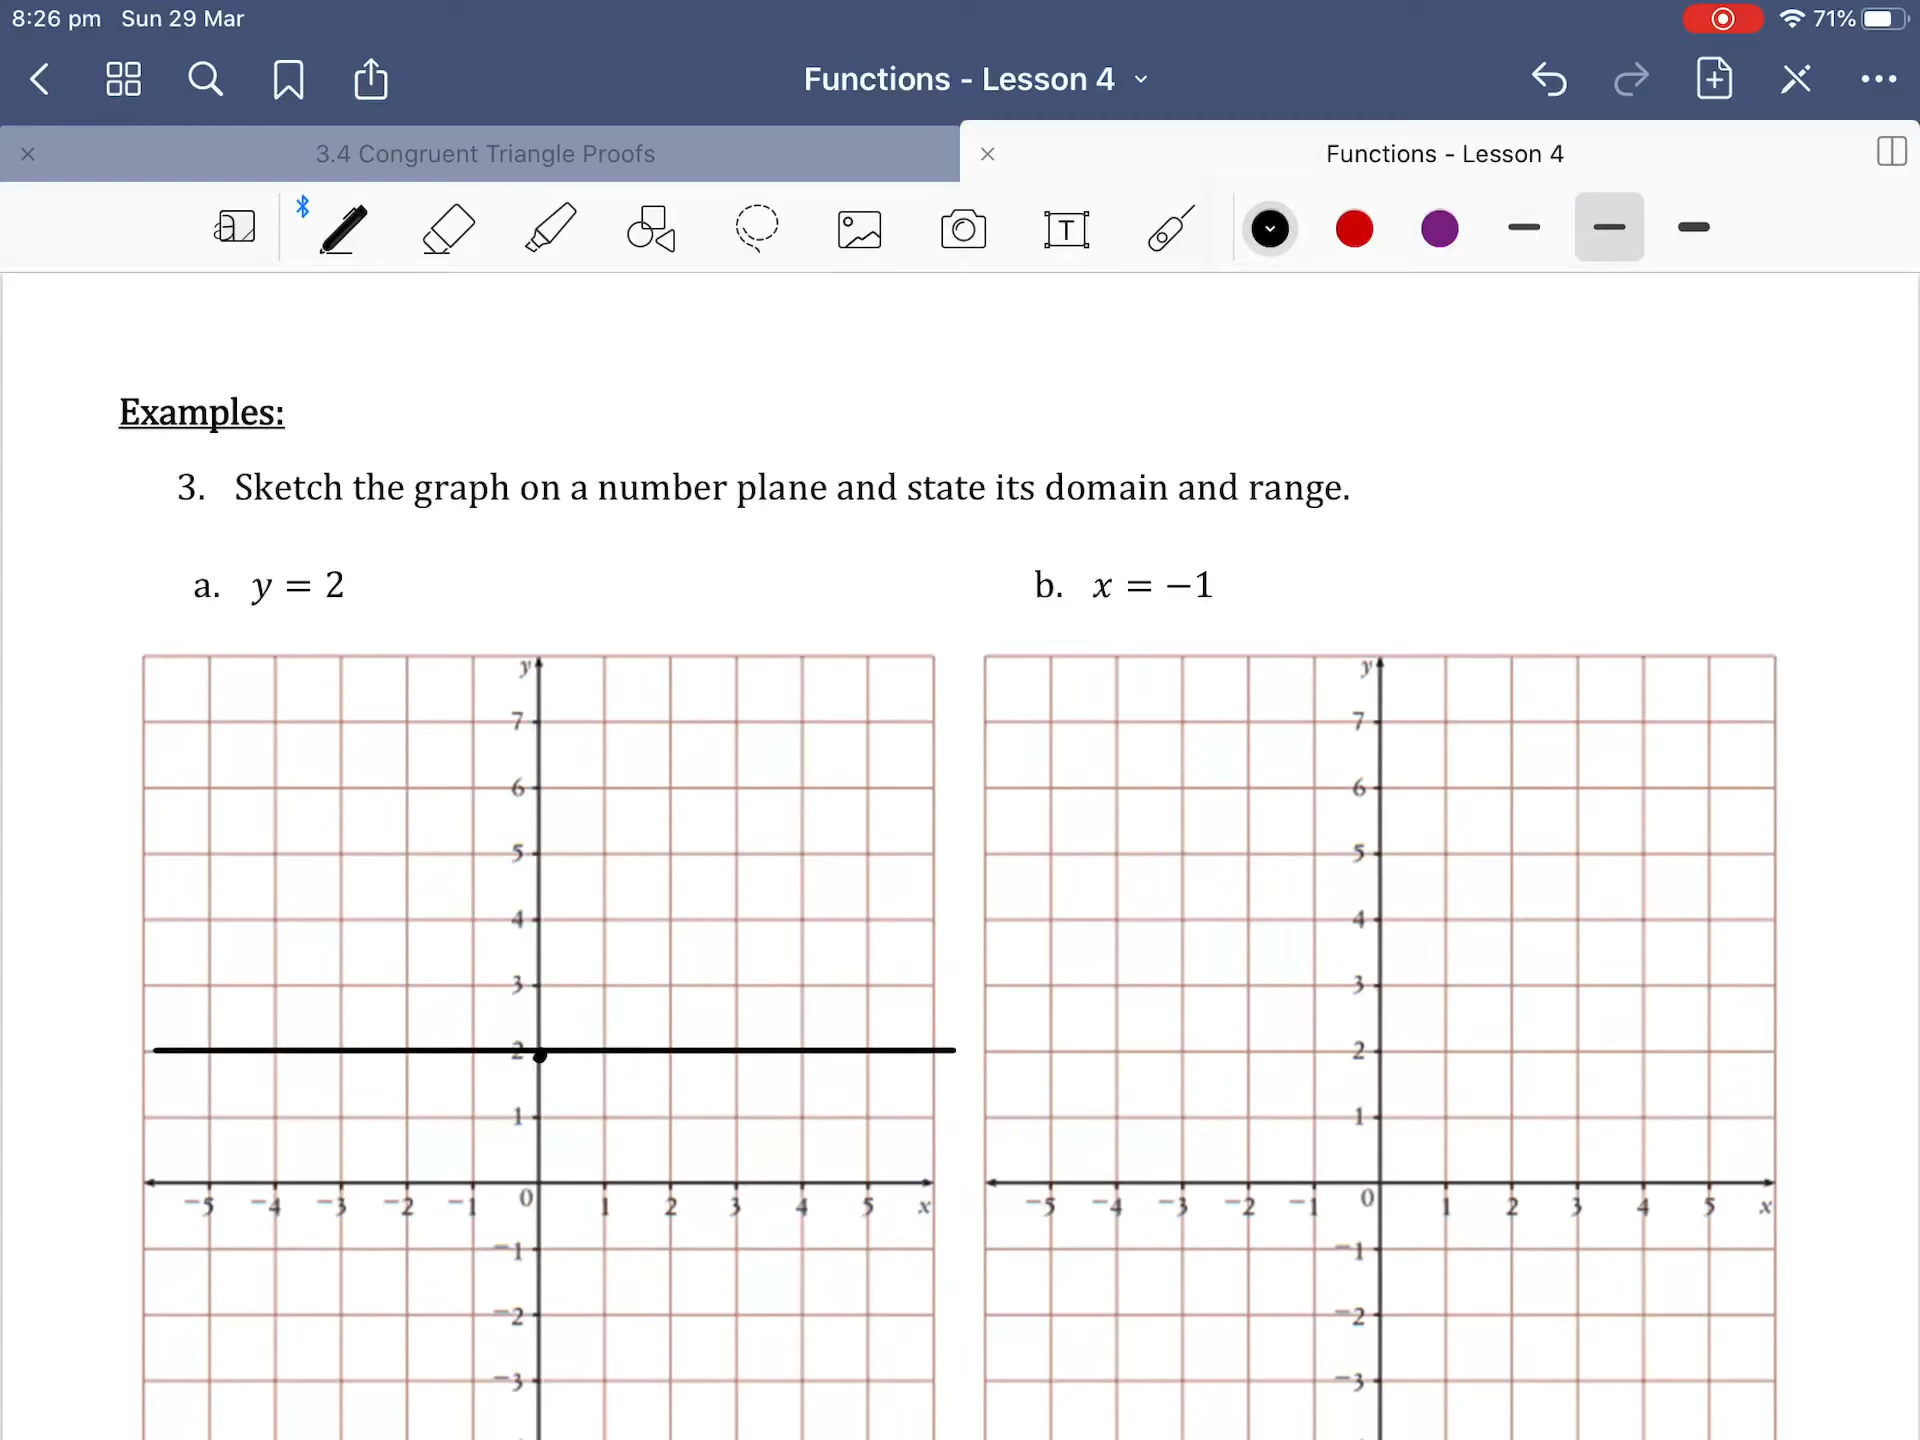 8:26 pm Sun 29 Mar 71%
Functions - Lesson 4
3.4 Congruent Triangle Proofs Functions - Lesson 4
a T
Examples:
3. Sketch the graph on a number plane and state its domain and range.
a. y = 2 b. x = −1
y y
7 7
6 6
5 5
4 4
3 3
2 2
1 1
−5 −4 −3 −2 −1 0 1 2 3 4 5 x −5 −4 −3 −2 −1 0 1 2 3 4 5 x
−1 −1
−2 −2
−3 −3